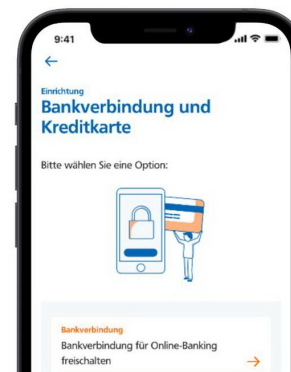 9:41
Einrichtung
Bankverbindung und
Kreditkarte
Bitte wählen Sie eine Option:
Bankverbindung
Bankverbindung für Online-Banking
freischalten